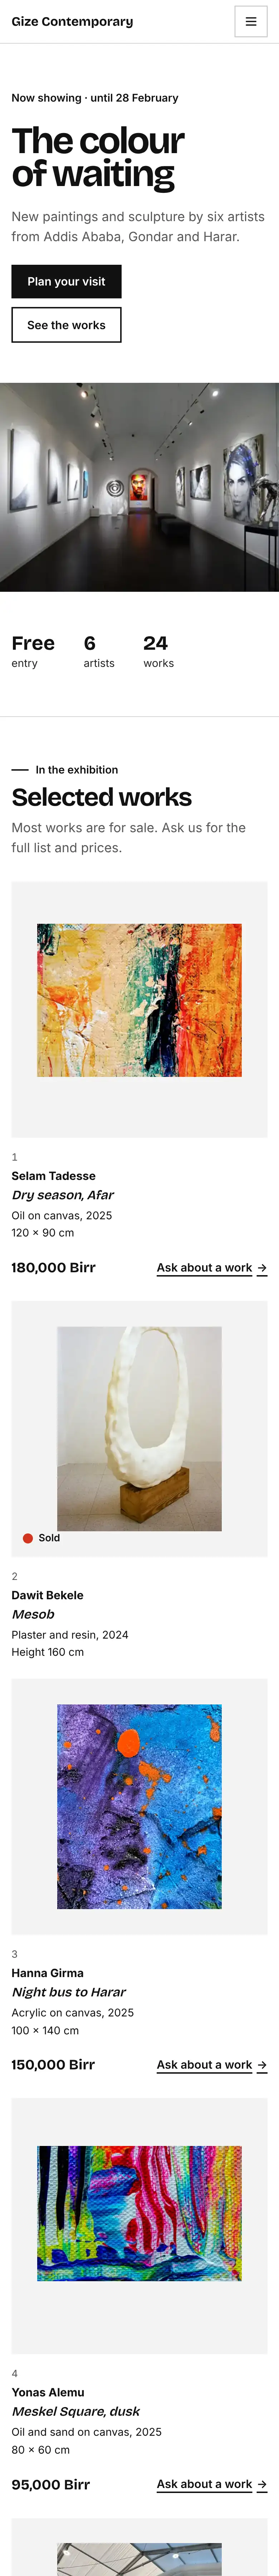 Gize Contemporary
Now showing · until 28 February
The colour
of waiting
New paintings and sculpture by six artists
from Addis Ababa, Gondar and Harar.
Plan your visit
See the works
Free
entry
6
artists
24
works
In the exhibition
Selected works
Most works are for sale. Ask us for the
full list and prices.
1
Selam Tadesse
Dry season, Afar
Oil on canvas, 2025
120 × 90 cm
180,000 Birr
Ask about a work →
Sold
2
Dawit Bekele
Mesob
Plaster and resin, 2024
Height 160 cm
3
Hanna Girma
Night bus to Harar
Acrylic on canvas, 2025
100 × 140 cm
150,000 Birr
Ask about a work →
4
Yonas Alemu
Meskel Square, dusk
Oil and sand on canvas, 2025
80 × 60 cm
95,000 Birr
Ask about a work →